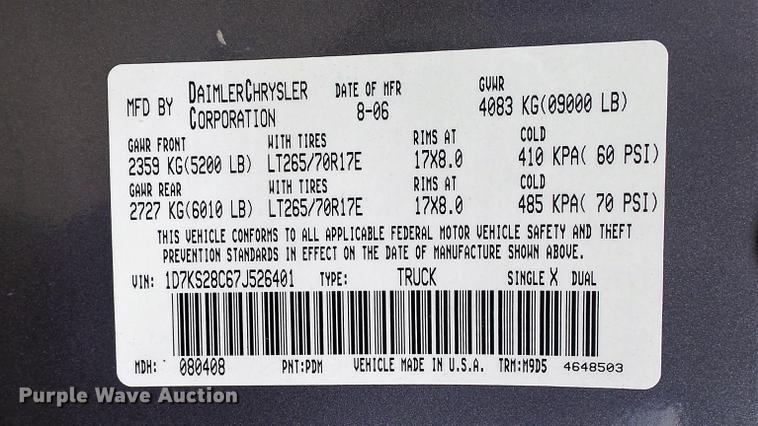 MFD BY DAIMLERCHRYSLER CORPORATION DATE OF MFR 8-06 GVWR 4083 KG(09000 LB)
GAWR FRONT WITH TIRES RIMS AT COLD
2359 KG(5200 LB) LT265/70R17E 17X8.0 410 KPA( 60 PSI)
GAWR REAR WITH TIRES RIMS AT COLD
2727 KG(6010 LB) LT265/70R17E 17X8.0 485 KPA( 70 PSI)
THIS VEHICLE CONFORMS TO ALL APPLICABLE FEDERAL MOTOR VEHICLE SAFETY AND THEFT
PREVENTION STANDARDS IN EFFECT ON THE DATE OF MANUFACTURE SHOWN ABOVE.
VIN: 1D7KS28C67J526401 TYPE: TRUCK SINGLE X DUAL
MDH: 080408 PNT:PDM VEHICLE MADE IN U.S.A. TRM:M9D5 4648503
Purple Wave Auction